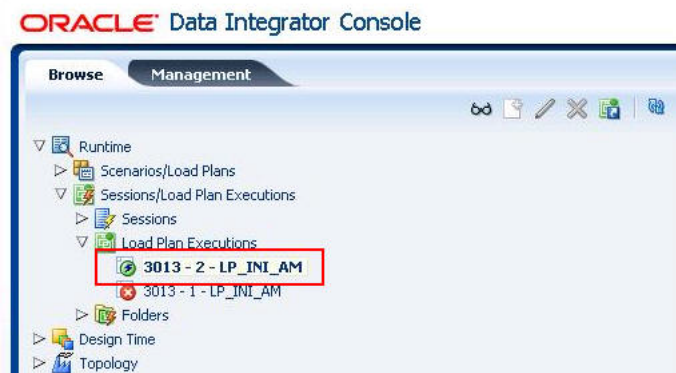 ORACLE Data Integrator Console
Browse Management
Runtime
Scenarios/Load Plans
Sessions/Load Plan Executions
Sessions
Load Plan Executions
3013 - 2 - LP_INI_AM
3013 - 1 - LP_INI_AM
Folders
Design Time
Topology